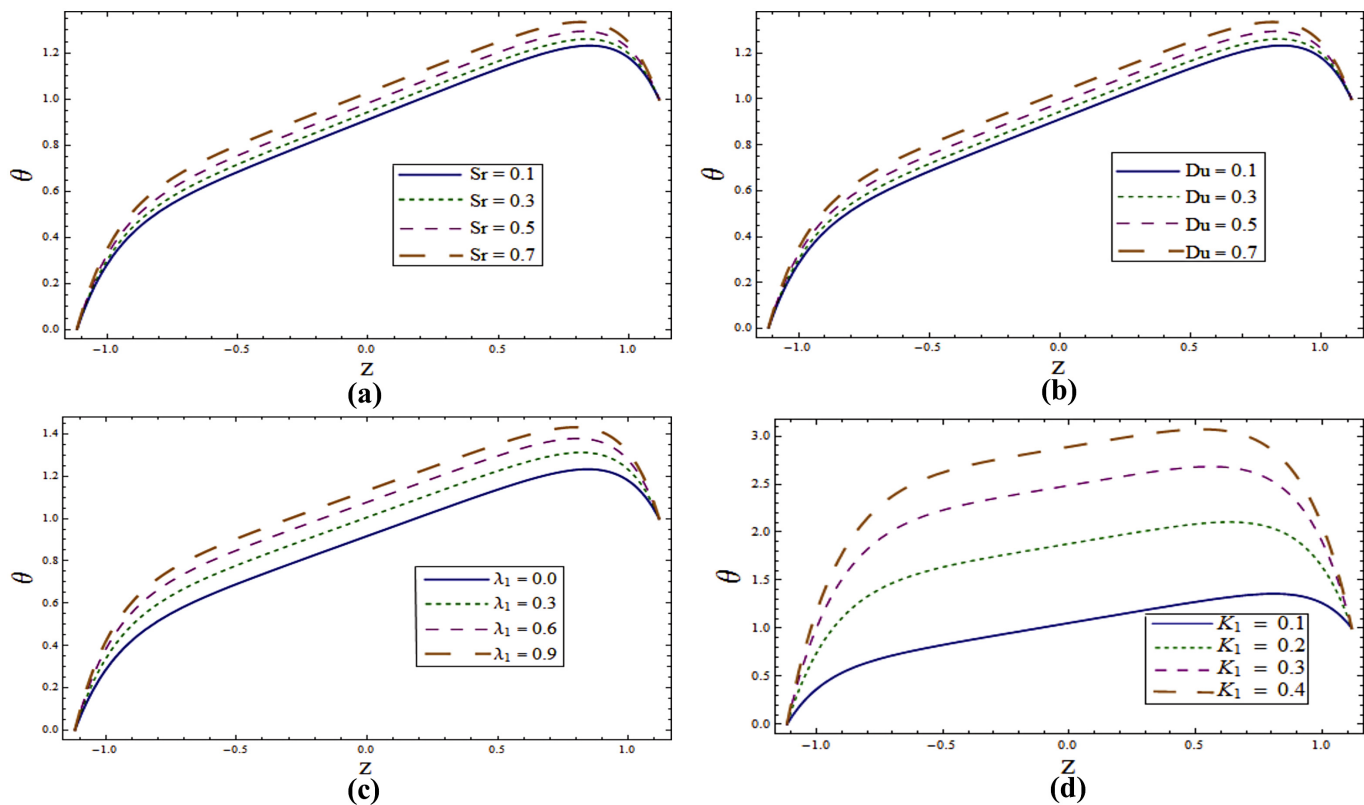 1.2
1.0
0.8
0.6
0.4
0.2
0.0
θ
Sr = 0.1
Sr = 0.3
Sr = 0.5
Sr = 0.7
−1.0 −0.5 0.0 0.5 1.0
z
(a)
1.2
1.0
0.8
0.6
0.4
0.2
0.0
θ
Du = 0.1
Du = 0.3
Du = 0.5
Du = 0.7
−1.0 −0.5 0.0 0.5 1.0
z
(b)
1.4
1.2
1.0
0.8
0.6
0.4
0.2
0.0
θ
λ₁ = 0.0
λ₁ = 0.3
λ₁ = 0.6
λ₁ = 0.9
−1.0 −0.5 0.0 0.5 1.0
z
(c)
3.0
2.5
2.0
1.5
1.0
0.5
0.0
θ
K₁ = 0.1
K₁ = 0.2
K₁ = 0.3
K₁ = 0.4
−1.0 −0.5 0.0 0.5 1.0
z
(d)